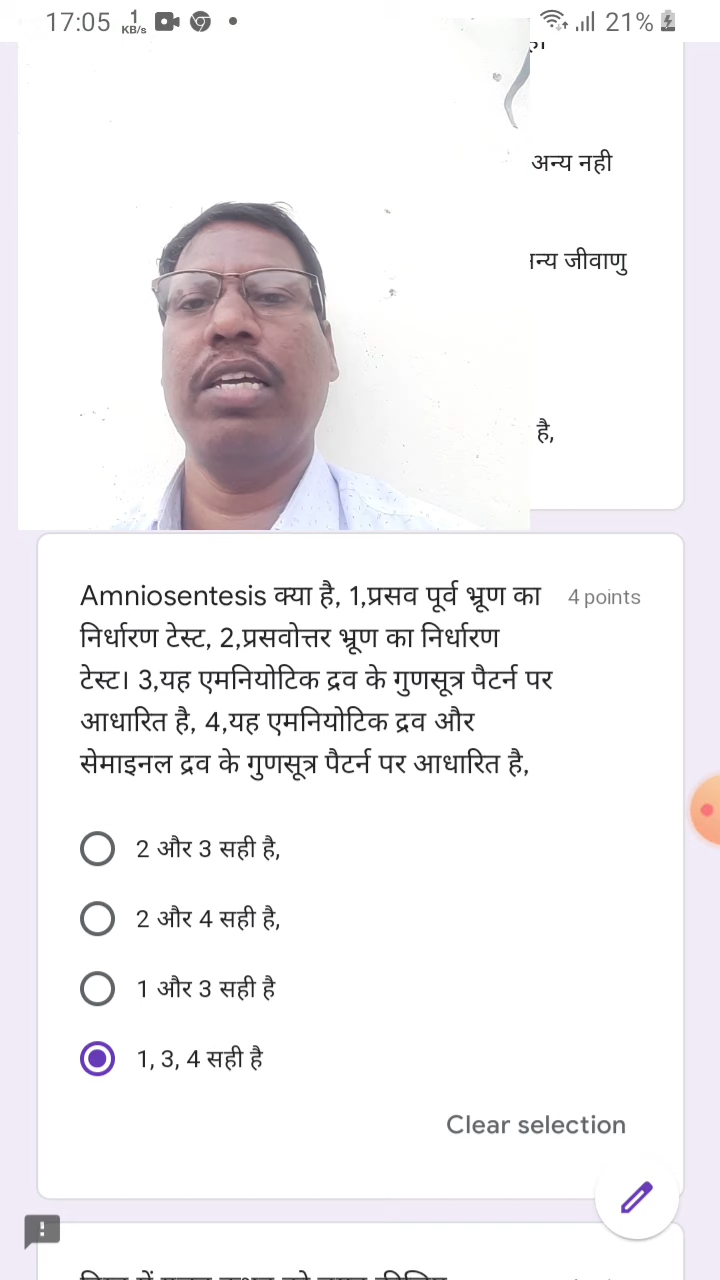 17:05 1 KB/s 21%
अन्य नही
न्य जीवाणु
है,
Amniosentesis क्या है, 1,प्रसव पूर्व भ्रूण का 4 points
निर्धारण टेस्ट, 2,प्रसवोत्तर भ्रूण का निर्धारण
टेस्ट। 3,यह एमनियोटिक द्रव के गुणसूत्र पैटर्न पर
आधारित है, 4,यह एमनियोटिक द्रव और
सेमाइनल द्रव के गुणसूत्र पैटर्न पर आधारित है,
2 और 3 सही है,
2 और 4 सही है,
1 और 3 सही है
1, 3, 4 सही है
Clear selection